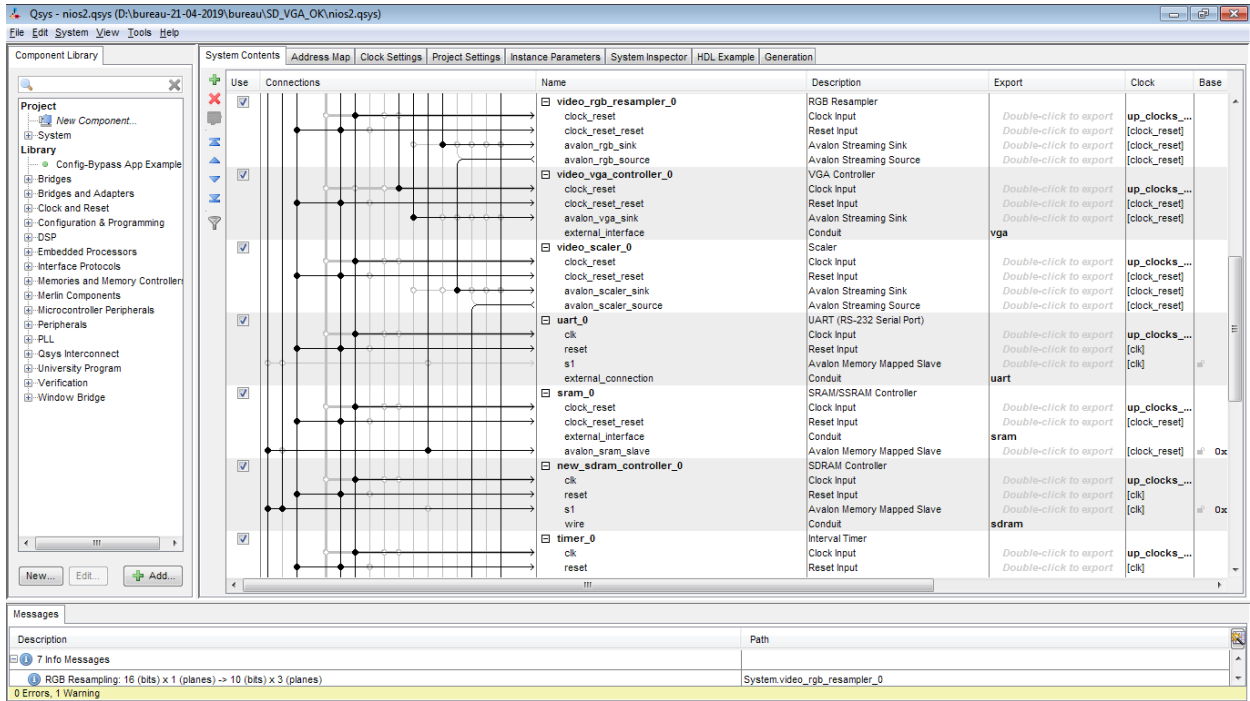 Qsys - nios2.qsys (D:\bureau-21-04-2019\bureau\SD_VGA_OK\nios2.qsys)
File Edit System View Tools Help
Component Library
System Contents Address Map Clock Settings Project Settings Instance Parameters System Inspector HDL Example Generation
Project
New Component...
System
Library
Config-Bypass App Example
Bridges
Bridges and Adapters
Clock and Reset
Configuration & Programming
DSP
Embedded Processors
Interface Protocols
Memories and Memory Controllers
Merlin Components
Microcontroller Peripherals
Peripherals
PLL
Qsys Interconnect
University Program
Verification
Window Bridge
New... Edit... Add...
Use Connections Name Description Export Clock Base
video_rgb_resampler_0 RGB Resampler
clock_reset Clock Input Double-click to export up_clocks_...
clock_reset_reset Reset Input Double-click to export [clock_reset]
avalon_rgb_sink Avalon Streaming Sink Double-click to export [clock_reset]
avalon_rgb_source Avalon Streaming Source Double-click to export [clock_reset]
video_vga_controller_0 VGA Controller
clock_reset Clock Input Double-click to export up_clocks_...
clock_reset_reset Reset Input Double-click to export [clock_reset]
avalon_vga_sink Avalon Streaming Sink Double-click to export [clock_reset]
external_interface Conduit vga
video_scaler_0 Scaler
clock_reset Clock Input Double-click to export up_clocks_...
clock_reset_reset Reset Input Double-click to export [clock_reset]
avalon_scaler_sink Avalon Streaming Sink Double-click to export [clock_reset]
avalon_scaler_source Avalon Streaming Source Double-click to export [clock_reset]
uart_0 UART (RS-232 Serial Port)
clk Clock Input Double-click to export up_clocks_...
reset Reset Input Double-click to export [clk]
s1 Avalon Memory Mapped Slave Double-click to export [clk]
external_connection Conduit uart
sram_0 SRAM/SSRAM Controller
clock_reset Clock Input Double-click to export up_clocks_...
clock_reset_reset Reset Input Double-click to export [clock_reset]
external_interface Conduit sram
avalon_sram_slave Avalon Memory Mapped Slave Double-click to export [clock_reset] 0x
new_sdram_controller_0 SDRAM Controller
clk Clock Input Double-click to export up_clocks_...
reset Reset Input Double-click to export [clk]
s1 Avalon Memory Mapped Slave Double-click to export [clk] 0x
wire Conduit sdram
timer_0 Interval Timer
clk Clock Input Double-click to export up_clocks_...
reset Reset Input Double-click to export [clk]
Messages
Description Path
7 Info Messages
RGB Resampling: 16 (bits) x 1 (planes) -> 10 (bits) x 3 (planes) System.video_rgb_resampler_0
0 Errors, 1 Warning